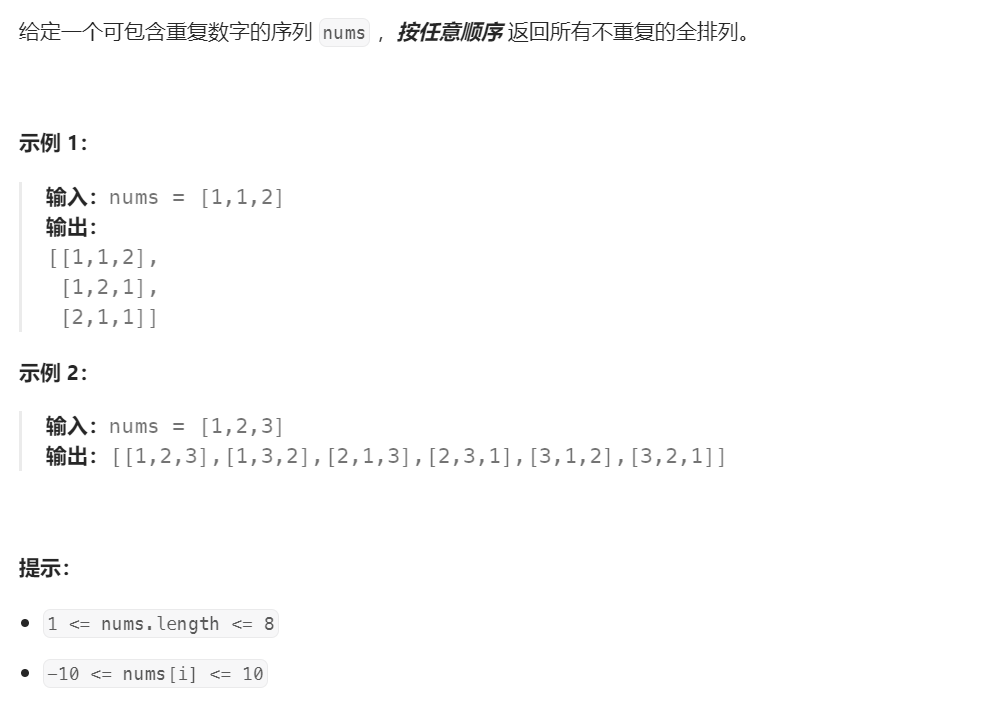 给定一个可包含重复数字的序列 nums ，按任意顺序 返回所有不重复的全排列。
示例 1：
输入：nums = [1,1,2]
输出：
[[1,1,2],
[1,2,1],
[2,1,1]]
示例 2：
输入：nums = [1,2,3]
输出：[[1,2,3],[1,3,2],[2,1,3],[2,3,1],[3,1,2],[3,2,1]]
提示：
• 1 <= nums.length <= 8
• -10 <= nums[i] <= 10